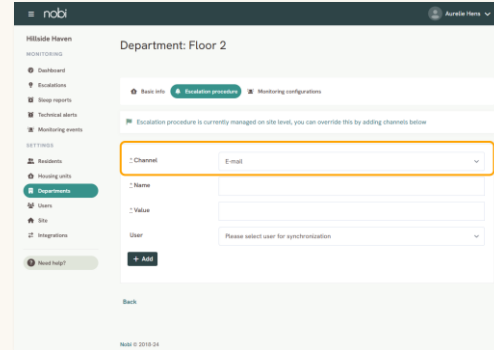 nobi
Aurelie Hens
Hillside Haven
MONITORING
Dashboard
Escalations
Sleep reports
Technical alerts
Monitoring events
SETTINGS
Residents
Housing units
Departments
Users
Site
Integrations
Need help?
Department: Floor 2
Basic info
Escalation procedure
Monitoring configurations
Escalation procedure is currently managed on site level, you can override this by adding channels below
* Channel
E-mail
* Name
* Value
User
Please select user for synchronization
+ Add
Back
Nobi © 2018-24